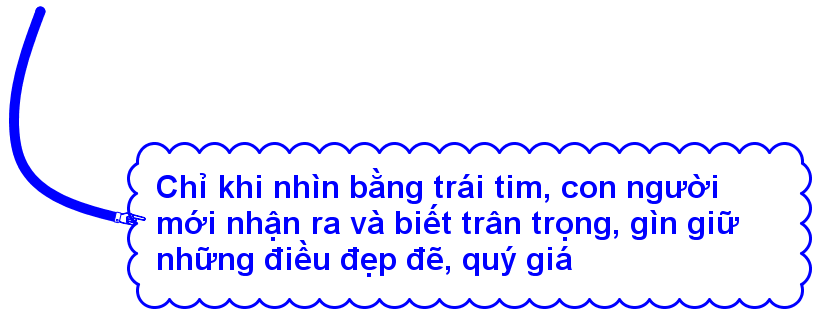 Chỉ khi nhìn bằng trái tim, con người
mới nhận ra và biết trân trọng, gìn giữ
những điều đẹp đẽ, quý giá